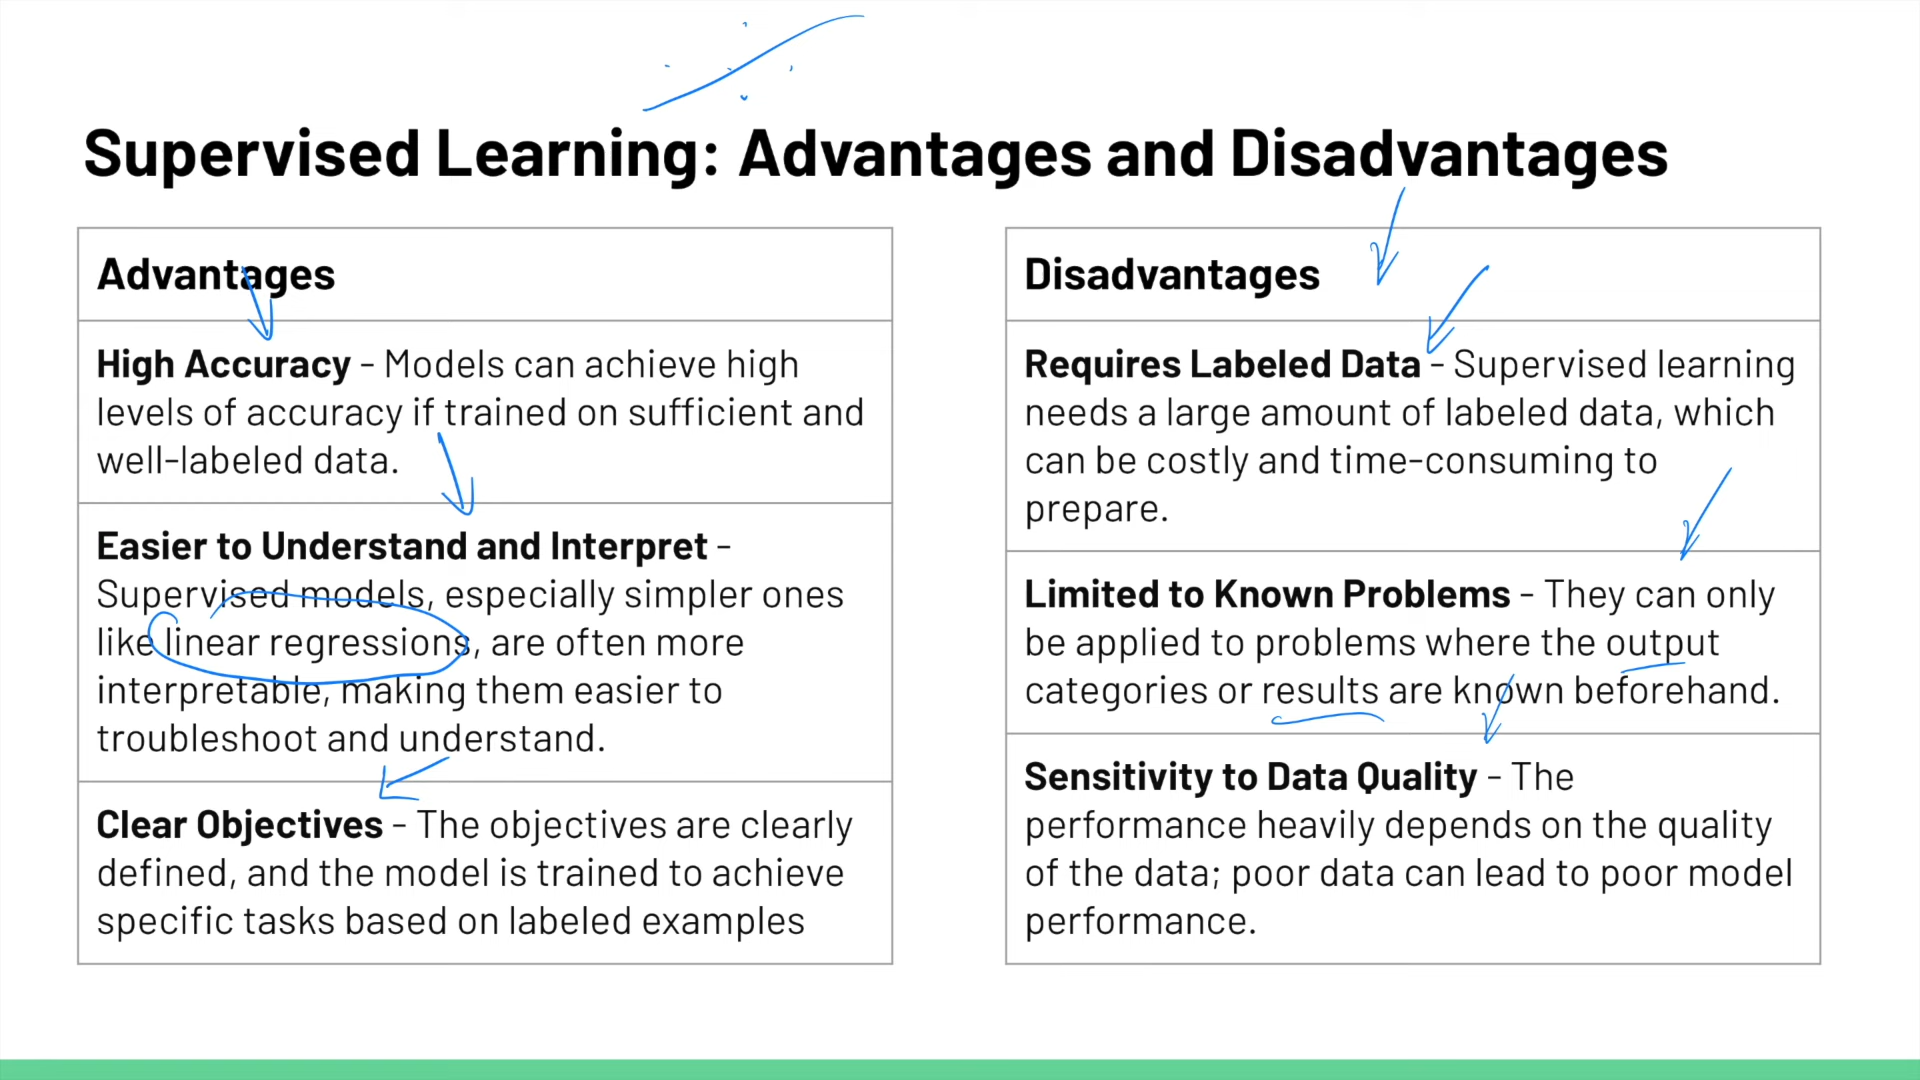 Supervised Learning: Advantages and Disadvantages
Advantages
High Accuracy - Models can achieve high
levels of accuracy if trained on sufficient and
well-labeled data.
Easier to Understand and Interpret -
Supervised models, especially simpler ones
like linear regressions, are often more
interpretable, making them easier to
troubleshoot and understand.
Clear Objectives - The objectives are clearly
defined, and the model is trained to achieve
specific tasks based on labeled examples
Disadvantages
Requires Labeled Data - Supervised learning
needs a large amount of labeled data, which
can be costly and time-consuming to
prepare.
Limited to Known Problems - They can only
be applied to problems where the output
categories or results are known beforehand.
Sensitivity to Data Quality - The
performance heavily depends on the quality
of the data; poor data can lead to poor model
performance.